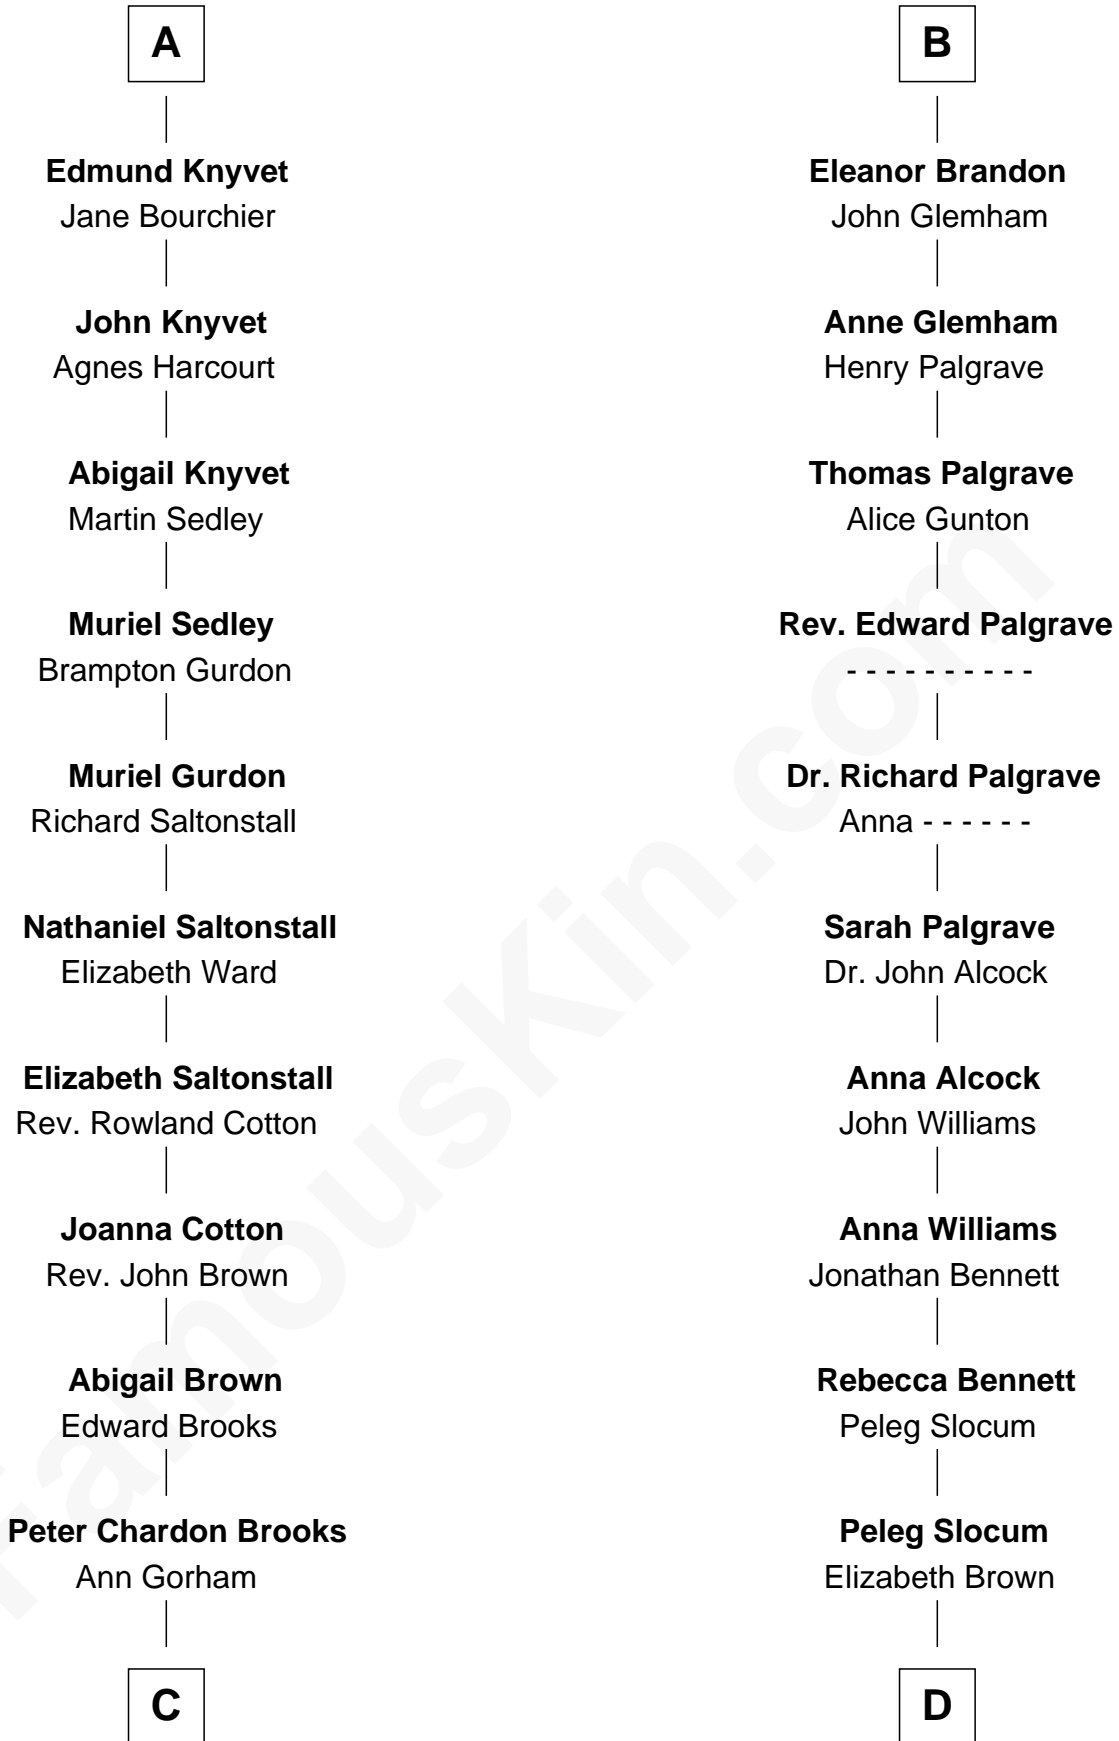 A
Edmund Knyvet
Jane Bourchier
John Knyvet
Agnes Harcourt
Abigail Knyvet
Martin Sedley
Muriel Sedley
Brampton Gurdon
Muriel Gurdon
Richard Saltonstall
Nathaniel Saltonstall
Elizabeth Ward
Elizabeth Saltonstall
Rev. Rowland Cotton
Joanna Cotton
Rev. John Brown
Abigail Brown
Edward Brooks
Peter Chardon Brooks
Ann Gorham
C
B
Eleanor Brandon
John Glemham
Anne Glemham
Henry Palgrave
Thomas Palgrave
Alice Gunton
Rev. Edward Palgrave
- - - - - - - - - -
Dr. Richard Palgrave
Anna - - - - - -
Sarah Palgrave
Dr. John Alcock
Anna Alcock
John Williams
Anna Williams
Jonathan Bennett
Rebecca Bennett
Peleg Slocum
Peleg Slocum
Elizabeth Brown
D
FamousKin.com